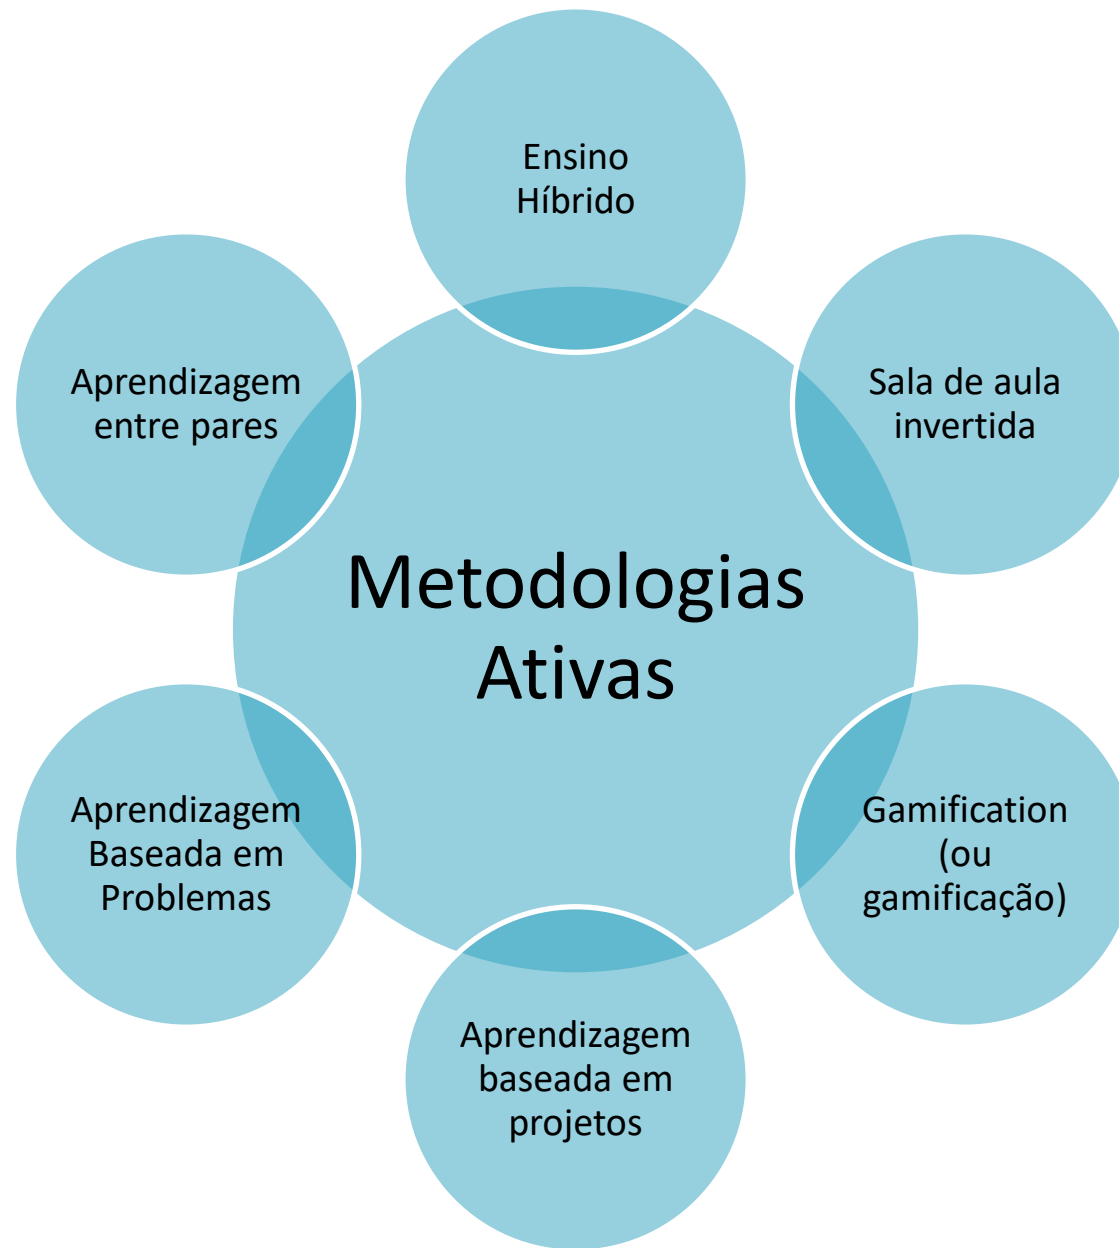 Ensino
Híbrido
Sala de aula
invertida
Gamification
(ou
gamificação)
Aprendizagem
baseada em
projetos
Aprendizagem
Baseada em
Problemas
Aprendizagem
entre pares
Metodologias
Ativas